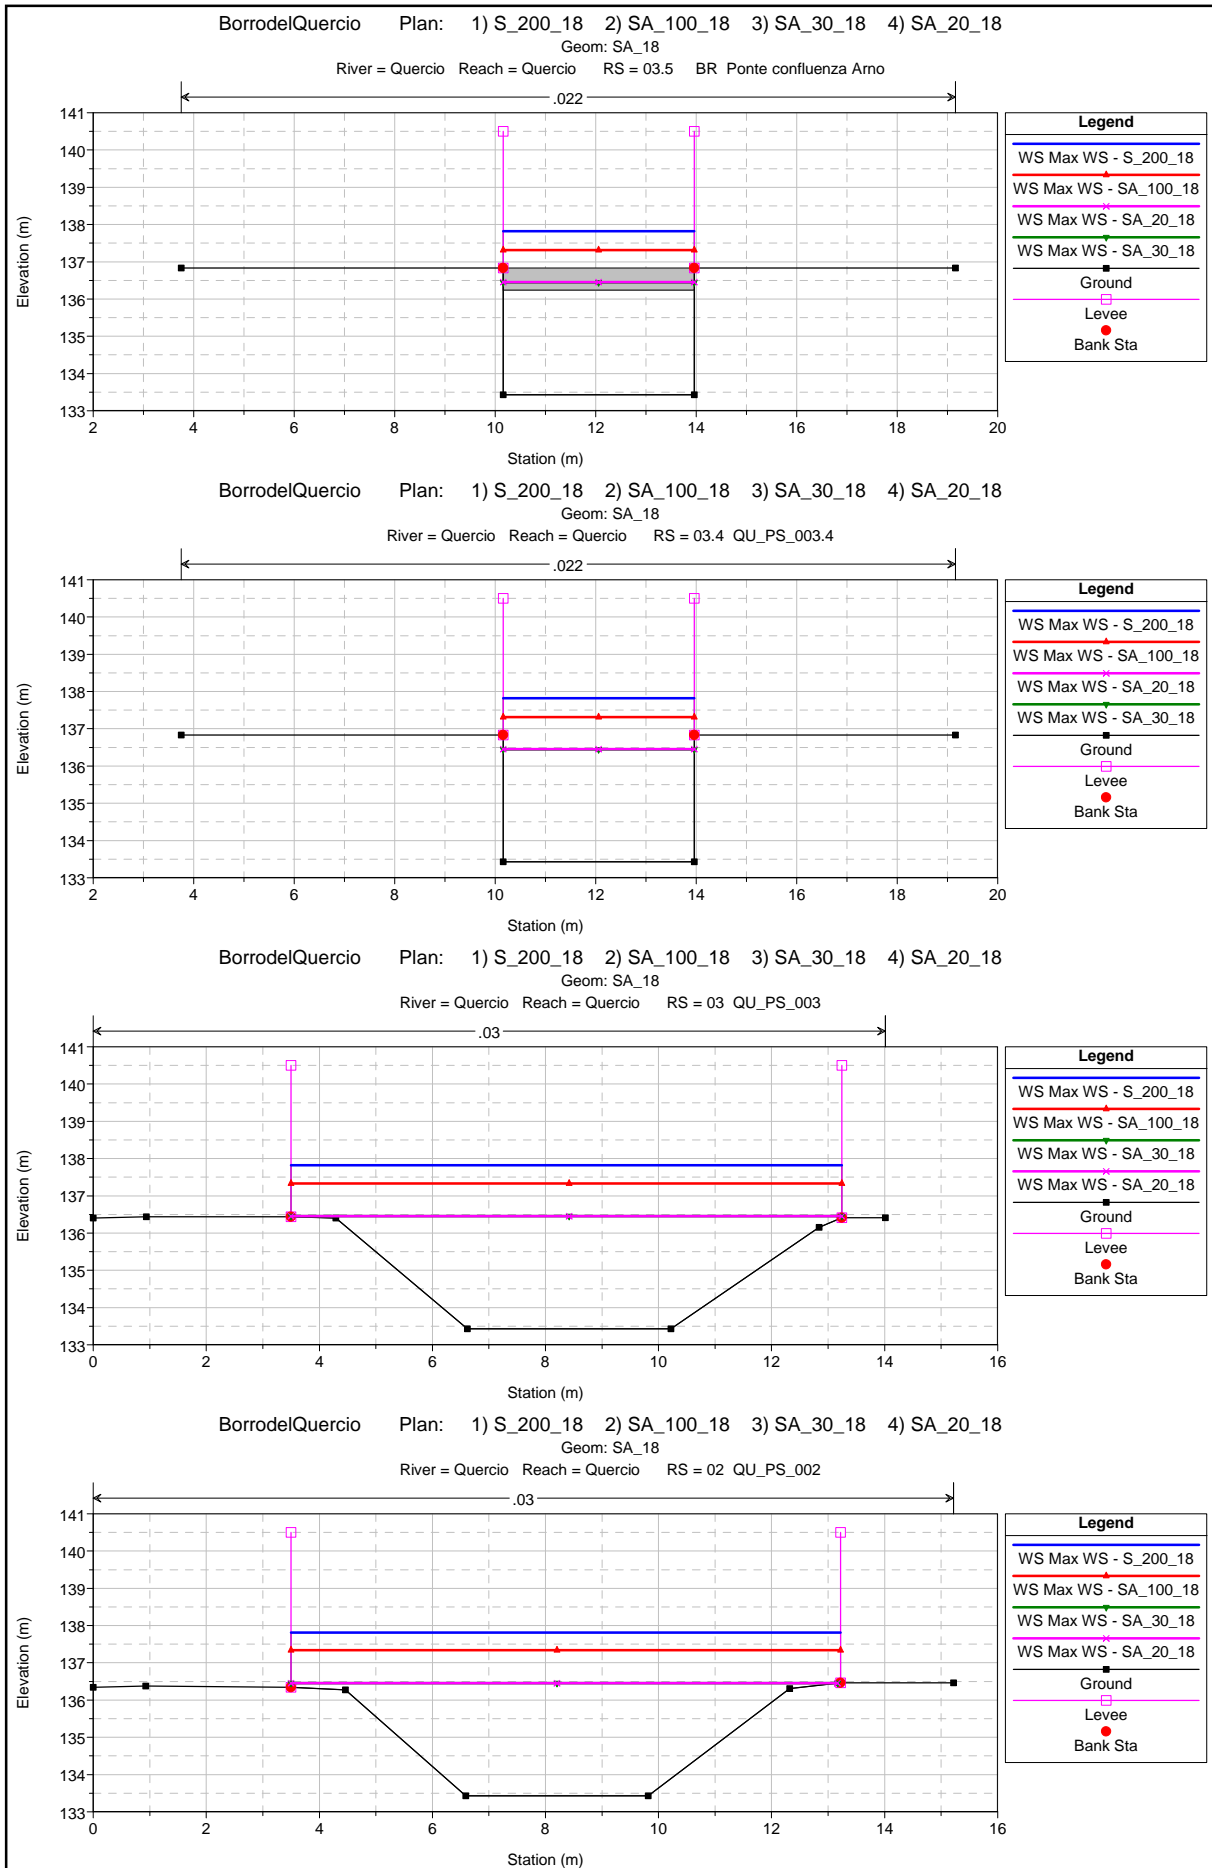 BorrodelQuercio Plan: 1) S_200_18 2) SA_100_18 3) SA_30_18 4) SA_20_18
Geom: SA_18
River = Quercio Reach = Quercio RS = 03.5 BR Ponte confluenza Arno
.022
141
140
139
138
137
136
135
134
133
Elevation (m)
2 4 6 8 10 12 14 16 18 20
Station (m)
Legend
WS Max WS - S_200_18
WS Max WS - SA_100_18
WS Max WS - SA_20_18
WS Max WS - SA_30_18
Ground
Levee
Bank Sta
BorrodelQuercio Plan: 1) S_200_18 2) SA_100_18 3) SA_30_18 4) SA_20_18
Geom: SA_18
River = Quercio Reach = Quercio RS = 03.4 QU_PS_003.4
.022
141
140
139
138
137
136
135
134
133
Elevation (m)
2 4 6 8 10 12 14 16 18 20
Station (m)
Legend
WS Max WS - S_200_18
WS Max WS - SA_100_18
WS Max WS - SA_20_18
WS Max WS - SA_30_18
Ground
Levee
Bank Sta
BorrodelQuercio Plan: 1) S_200_18 2) SA_100_18 3) SA_30_18 4) SA_20_18
Geom: SA_18
River = Quercio Reach = Quercio RS = 03 QU_PS_003
.03
141
140
139
138
137
136
135
134
133
Elevation (m)
0 2 4 6 8 10 12 14 16
Station (m)
Legend
WS Max WS - S_200_18
WS Max WS - SA_100_18
WS Max WS - SA_30_18
WS Max WS - SA_20_18
Ground
Levee
Bank Sta
BorrodelQuercio Plan: 1) S_200_18 2) SA_100_18 3) SA_30_18 4) SA_20_18
Geom: SA_18
River = Quercio Reach = Quercio RS = 02 QU_PS_002
.03
141
140
139
138
137
136
135
134
133
Elevation (m)
0 2 4 6 8 10 12 14 16
Station (m)
Legend
WS Max WS - S_200_18
WS Max WS - SA_100_18
WS Max WS - SA_30_18
WS Max WS - SA_20_18
Ground
Levee
Bank Sta